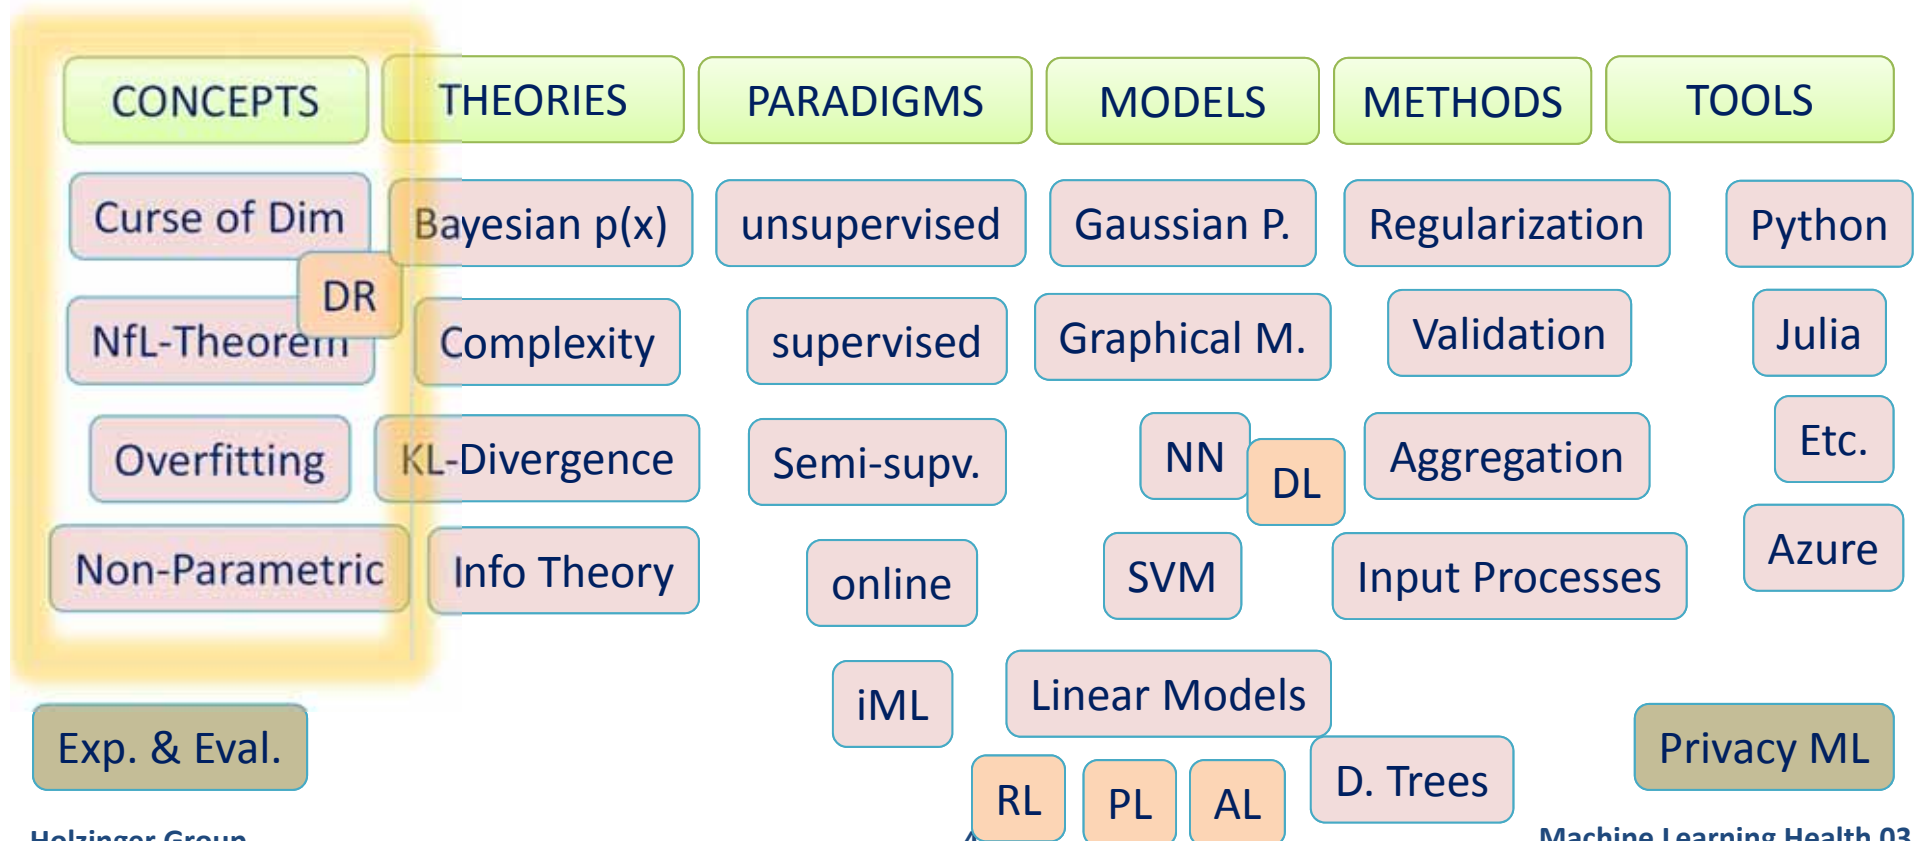 CONCEPTS THEORIES PARADIGMS MODELS METHODS TOOLS
Curse of Dim Bayesian p(x) unsupervised Gaussian P. Regularization Python
DR
NfL-Theorem Complexity supervised Graphical M. Validation Julia
Overfitting KL-Divergence Semi-supv. NN DL Aggregation Etc.
Non-Parametric Info Theory online SVM Input Processes Azure
iML Linear Models
Exp. & Eval. Privacy ML
RL PL AL D. Trees
Holzinger Group Machine Learning Health 03